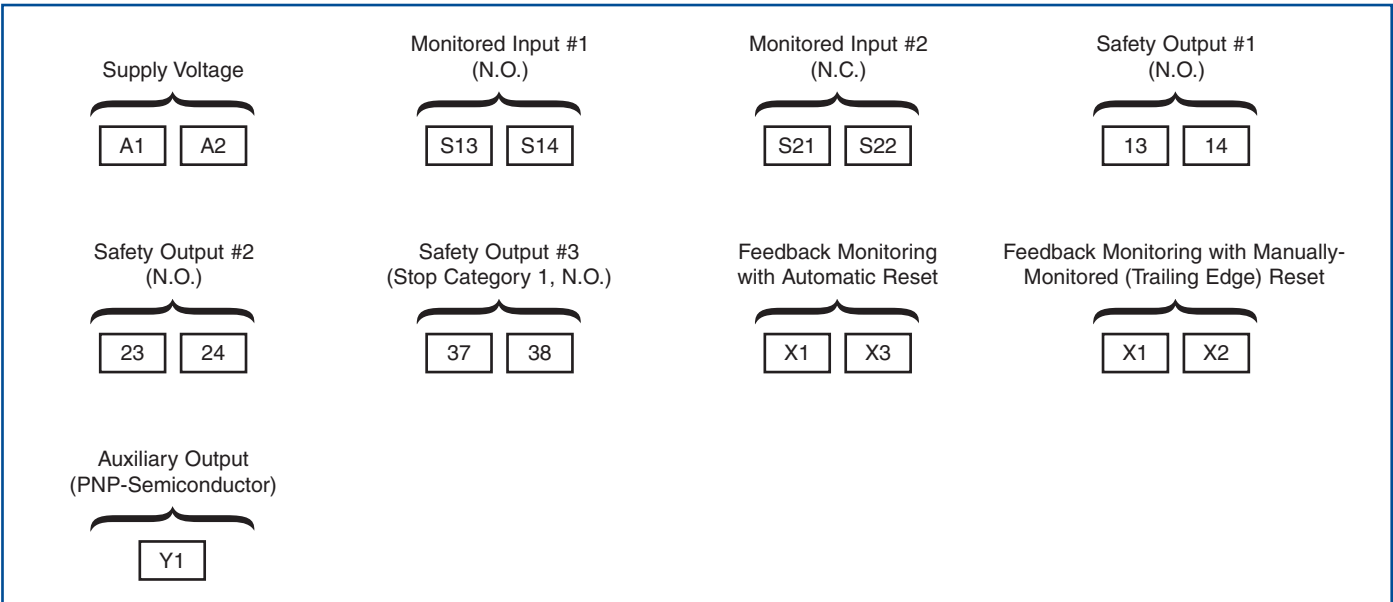 Supply Voltage
A1 A2
Monitored Input #1
(N.O.)
S13 S14
Monitored Input #2
(N.C.)
S21 S22
Safety Output #1
(N.O.)
13 14
Safety Output #2
(N.O.)
23 24
Safety Output #3
(Stop Category 1, N.O.)
37 38
Feedback Monitoring
with Automatic Reset
X1 X3
Feedback Monitoring with Manually-
Monitored (Trailing Edge) Reset
X1 X2
Auxiliary Output
(PNP-Semiconductor)
Y1